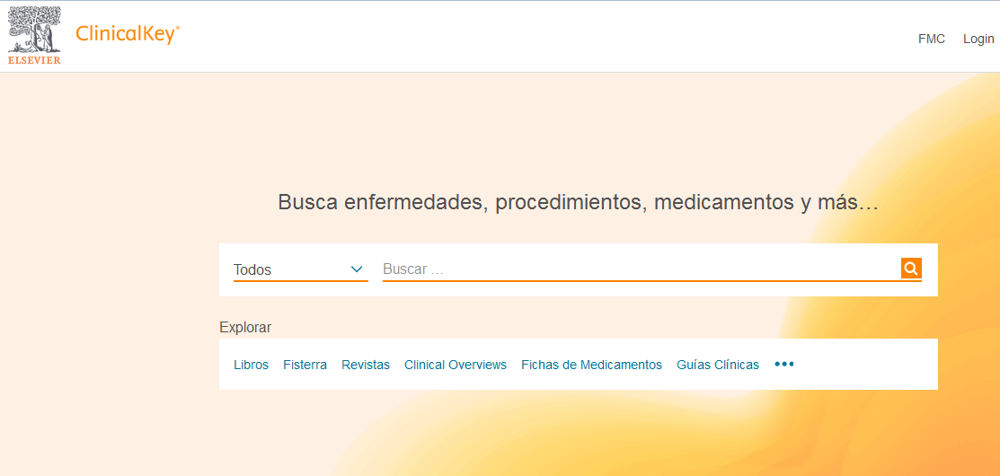 ELSEVIER
ClinicalKey®
FMC Login
Busca enfermedades, procedimientos, medicamentos y más…
Todos Buscar ...
Explorar
Libros Fisterra Revistas Clinical Overviews Fichas de Medicamentos Guías Clínicas •••